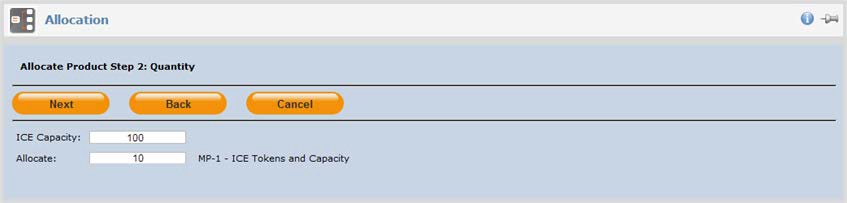 Allocation
Allocate Product Step 2: Quantity
Next Back Cancel
ICE Capacity: 100
Allocate: 10 MP-1 - ICE Tokens and Capacity